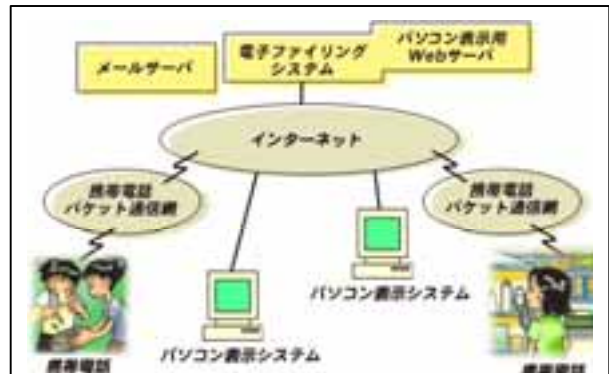 メールサーバ
電子ファイリング
システム
パソコン表示用
Webサーバ
インターネット
携帯電話
パケット通信網
携帯電話
パケット通信網
パソコン表示システム
パソコン表示システム
携帯電話
携帯電話